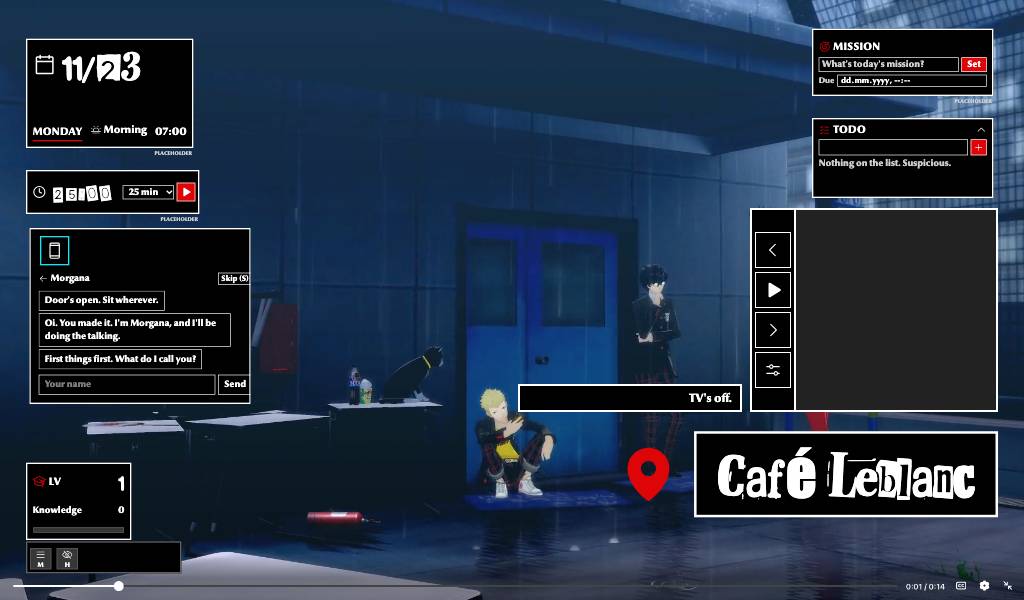 11/23
MONDAY Morning 07:00
PLACEHOLDER
25:00 25 min
PLACEHOLDER
Morgana Skip (S)
Door's open. Sit wherever.
Oi. You made it. I'm Morgana, and I'll be
doing the talking.
First things first. What do I call you?
Your name Send
LV 1
Knowledge 0
M H
MISSION
What's today's mission? Set
Due dd.mm.yyyy, --:--
PLACEHOLDER
TODO
+
Nothing on the list. Suspicious.
TV's off.
Café Leblanc
0:01 / 0:14